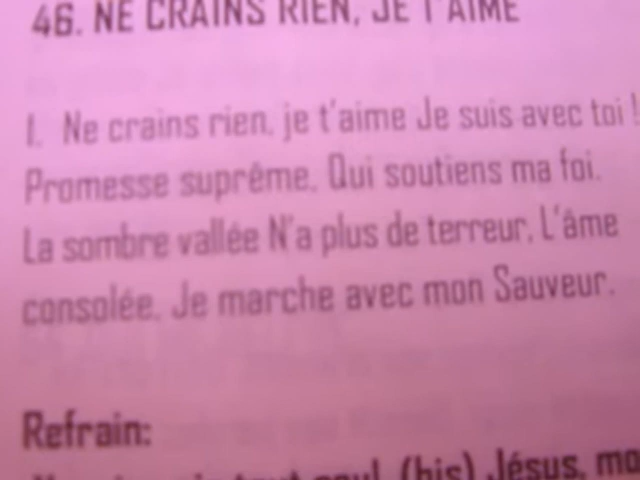 46. NE CRAINS RIEN, JE T'AIME
1. Ne crains rien, je t'aime Je suis avec toi !
Promesse suprême, Qui soutiens ma foi.
La sombre vallée N'a plus de terreur, L'âme
consolée, Je marche avec mon Sauveur.
Refrain:
seul, (bis) Jésus,